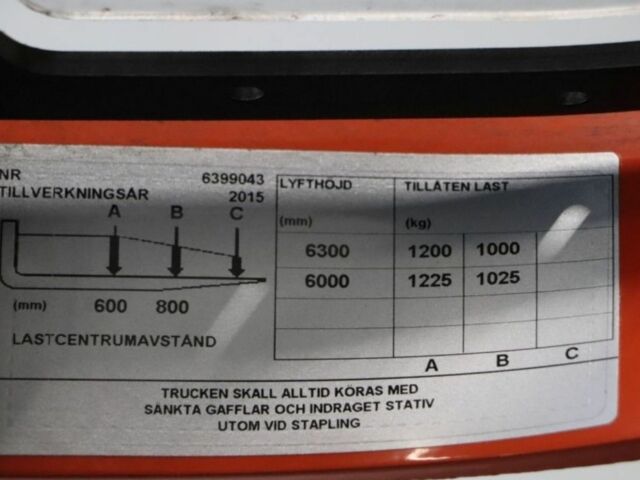 NR 6399043
TILLVERKNINGSÅR 2015
A B C
(mm) 600 800
LASTCENTRUMAVSTÅND
LYFTHÖJD TILLÅTEN LAST
(mm) (kg)
6300 1200 1000
6000 1225 1025
A B C
TRUCKEN SKALL ALLTID KÖRAS MED
SÄNKTA GAFFLAR OCH INDRAGET STATIV
UTOM VID STAPLING